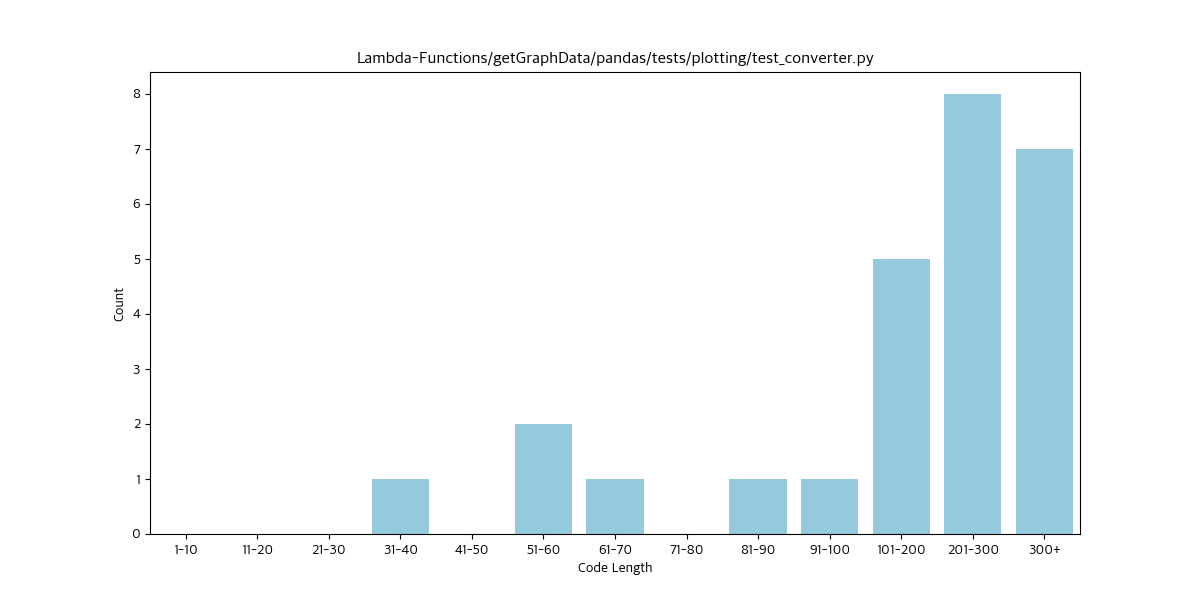 Lambda-Functions/getGraphData/pandas/tests/plotting/test_converter.py
8
7
6
5
4
3
2
1
0
Count
1-10 11-20 21-30 31-40 41-50 51-60 61-70 71-80 81-90 91-100 101-200 201-300 300+
Code Length